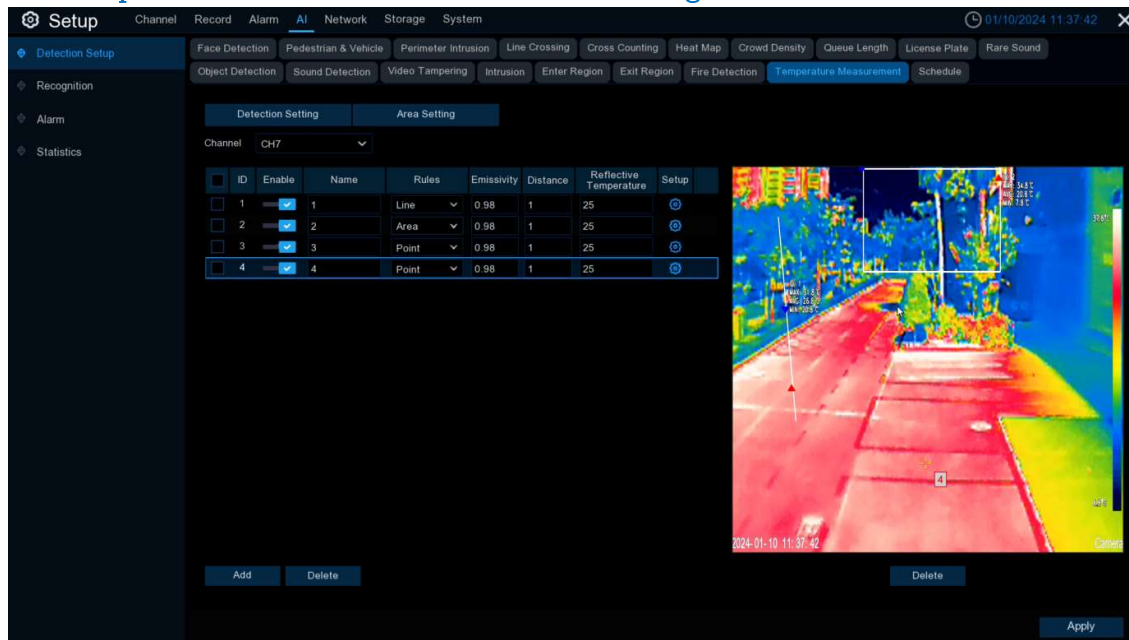 Setup Channel Record Alarm AI Network Storage System 01/10/2024 11:37:42
Detection Setup
Recognition
Alarm
Statistics
Face Detection Pedestrian & Vehicle Perimeter Intrusion Line Crossing Cross Counting Heat Map Crowd Density Queue Length License Plate Rare Sound
Object Detection Sound Detection Video Tampering Intrusion Enter Region Exit Region Fire Detection Temperature Measurement Schedule
Detection Setting Area Setting
Channel CH7
ID Enable Name Rules Emissivity Distance Reflective Temperature Setup
1 1 Line 0.98 1 25
2 2 Area 0.98 1 25
3 3 Point 0.98 1 25
4 4 Point 0.98 1 25
4
2024-01-10 11:37:42
Camera
Add Delete Delete
Apply